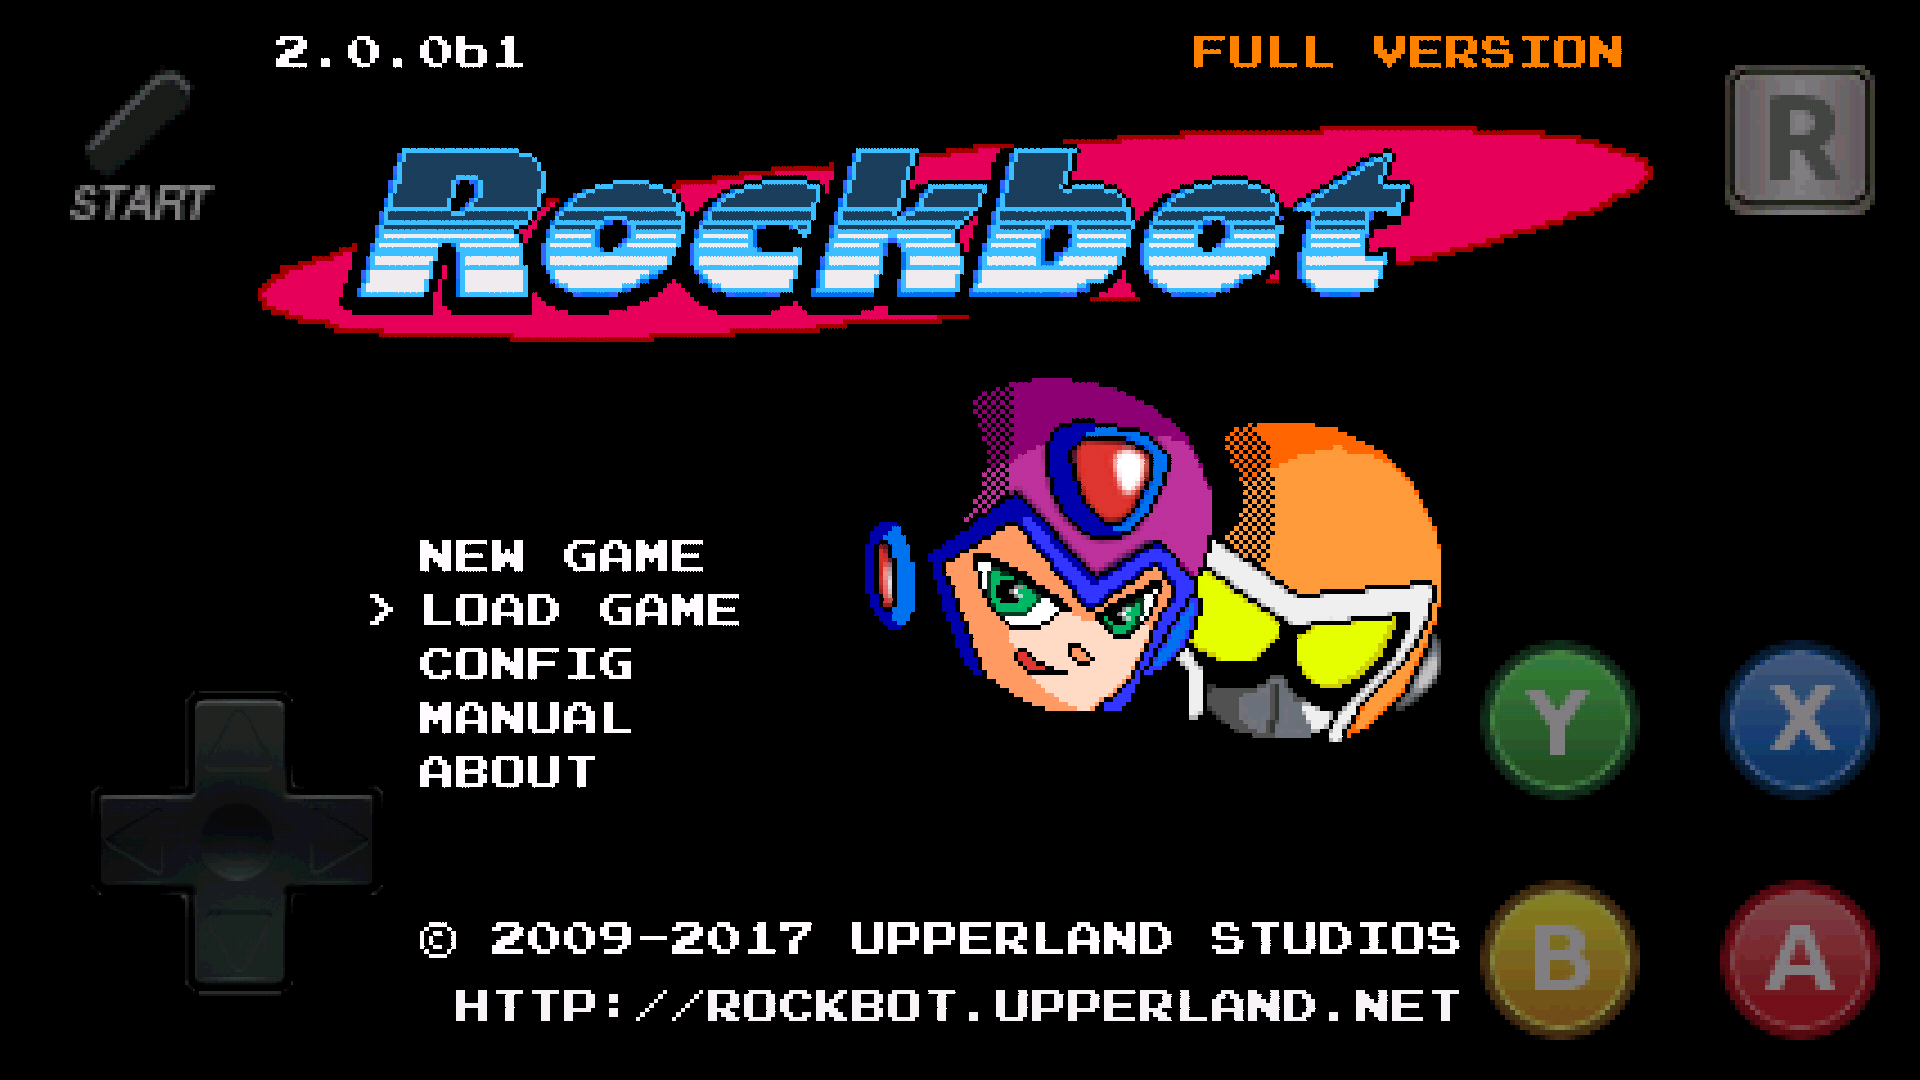 2.0.0b1
FULL VERSION
START
R
Rockbot
NEW GAME
> LOAD GAME
CONFIG
MANUAL
ABOUT
Y
X
B
A
© 2009-2017 UPPERLAND STUDIOS
HTTP://ROCKBOT.UPPERLAND.NET